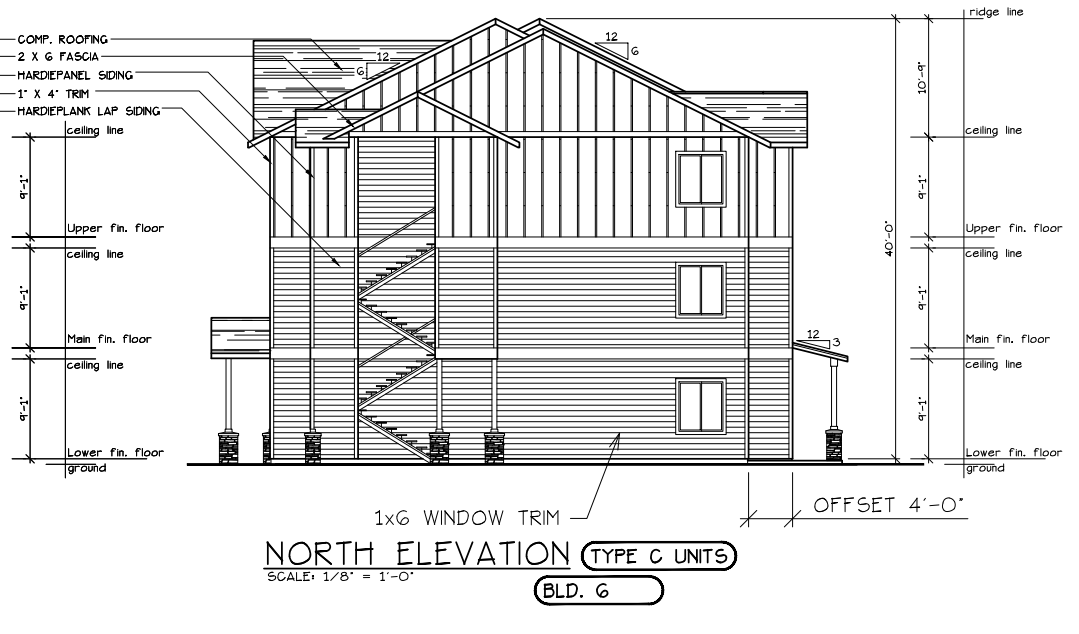 ridge line
COMP. ROOFING
2 X 6 FASCIA
HARDIEPANEL SIDING
1" X 4" TRIM
HARDIEPLANK LAP SIDING
12
6
12
6
10'-9"
ceiling line
ceiling line
9'-1"
9'-1"
Upper fin. floor
Upper fin. floor
40'-0"
ceiling line
ceiling line
9'-1"
9'-1"
Main fin. floor
12
3
Main fin. floor
ceiling line
ceiling line
9'-1"
9'-1"
Lower fin. floor
Lower fin. floor
ground
ground
OFFSET 4'-0"
1x6 WINDOW TRIM
NORTH ELEVATION
TYPE C UNITS
SCALE: 1/8" = 1'-0"
BLD. 6